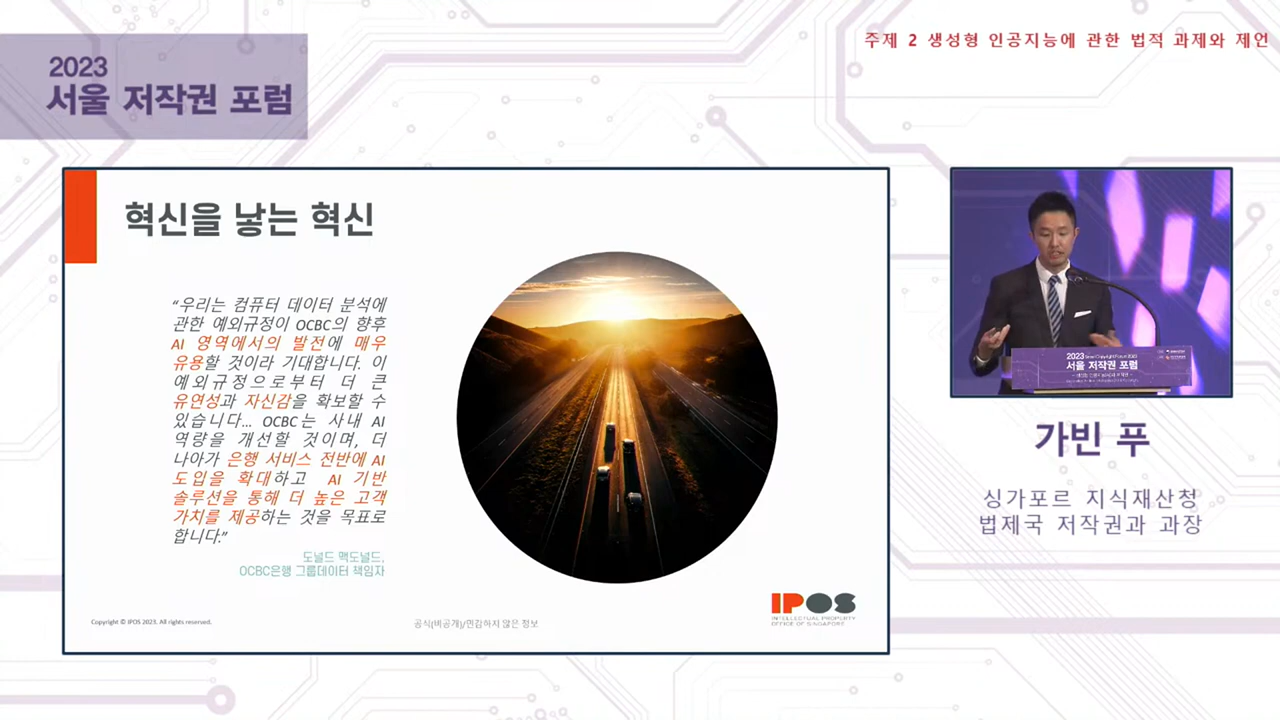 주제 2 생성형 인공지능에 관한 법적 과제와 제언
2023
서울 저작권 포럼
혁신을 낳는 혁신
“우리는 컴퓨터 데이터 분석에
관한 예외규정이 OCBC의 향후
AI 영역에서의 발전에 매우
유용할 것이라 기대합니다. 이
예외규정으로부터 더 큰
유연성과 자신감을 확보할 수
있습니다... OCBC는 사내 AI
역량을 개선할 것이며, 더
나아가 은행 서비스 전반에 AI
도입을 확대하고 AI 기반
솔루션을 통해 더 높은 고객
가치를 제공하는 것을 목표로
합니다.”
도널드 맥도널드,
OCBC은행 그룹데이터 책임자
Copyright © IPOS 2023. All rights reserved.
공식(비공개)/민감하지 않은 정보
IPOS
INTELLECTUAL PROPERTY
OFFICE OF SINGAPORE
2023 Seoul Copyright Forum 2023
서울 저작권 포럼
가빈 푸
싱가포르 지식재산청
법제국 저작권과 과장